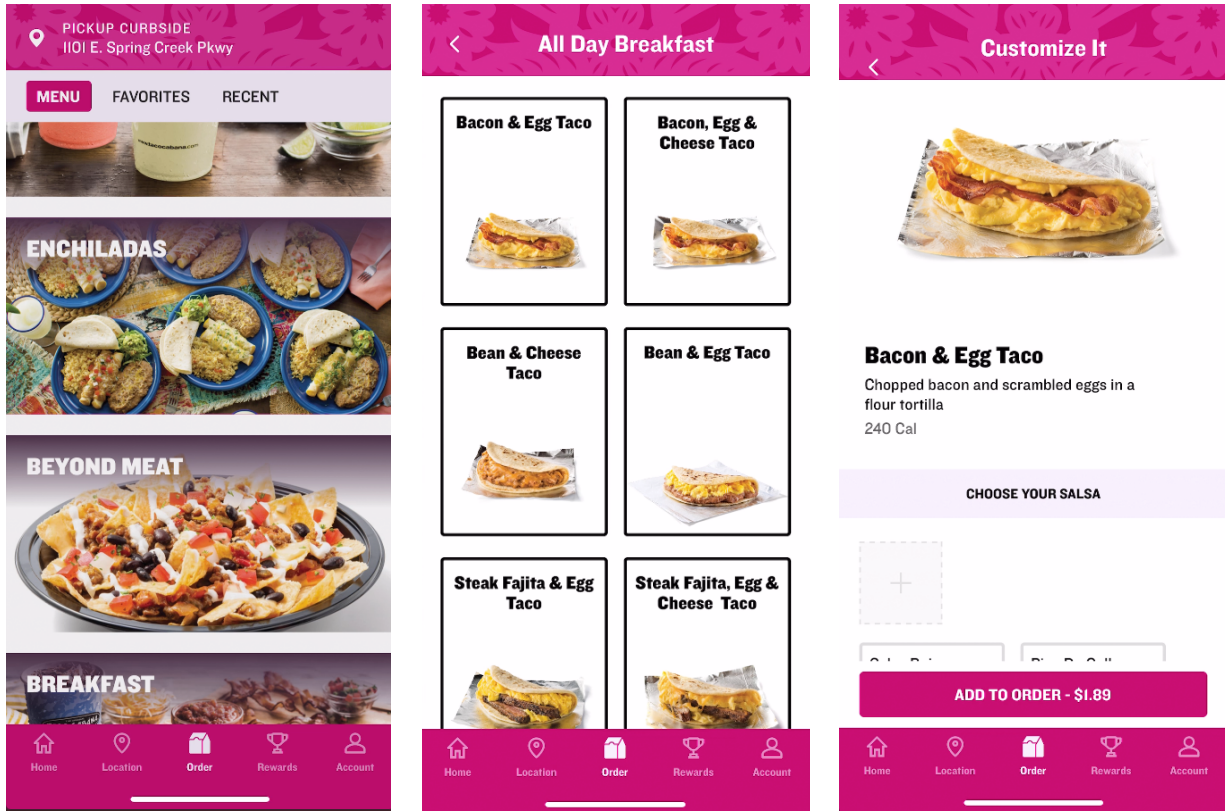 PICKUP CURBSIDE
1101 E. Spring Creek Pkwy
MENU
FAVORITES
RECENT
ENCHILADAS
BEYOND MEAT
BREAKFAST
Home
Location
Order
Rewards
Account
All Day Breakfast
Bacon & Egg Taco
Bacon, Egg &
Cheese Taco
Bean & Cheese
Taco
Bean & Egg Taco
Steak Fajita & Egg
Taco
Steak Fajita, Egg &
Cheese Taco
Home
Location
Order
Rewards
Account
Customize It
Bacon & Egg Taco
Chopped bacon and scrambled eggs in a
flour tortilla
240 Cal
CHOOSE YOUR SALSA
ADD TO ORDER - $1.89
Home
Location
Order
Rewards
Account